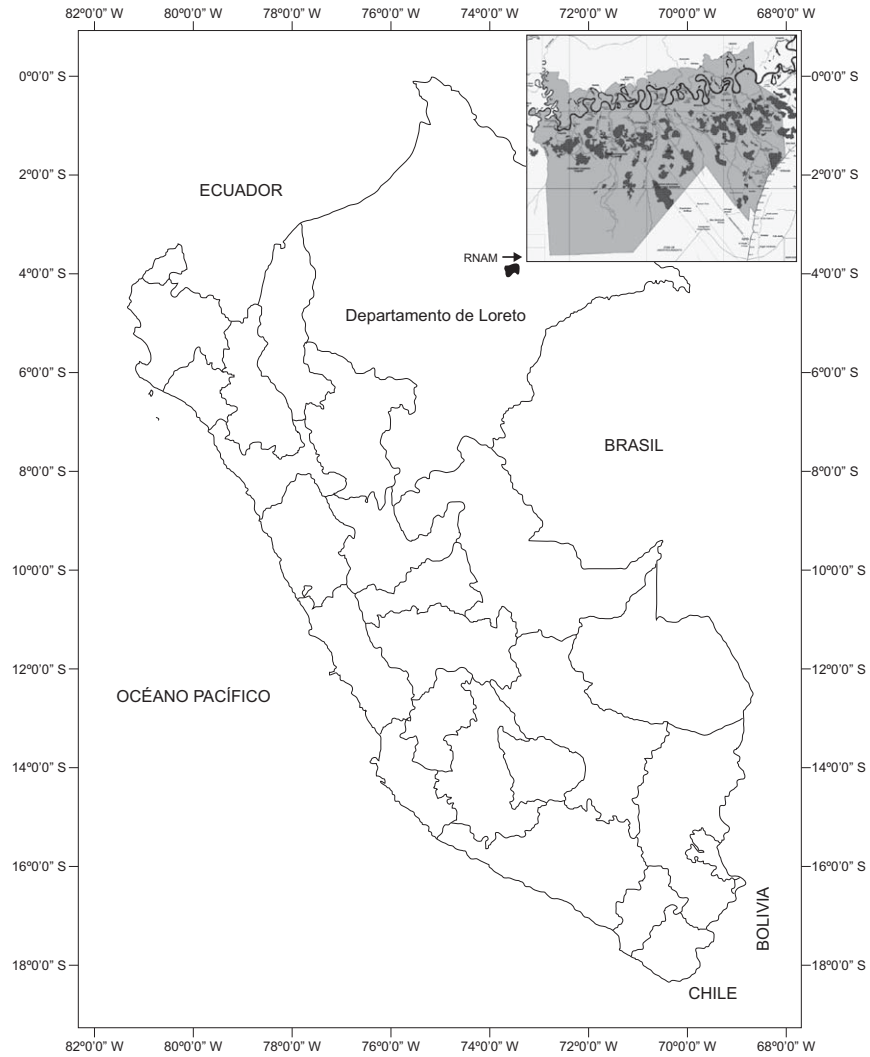 82º0'0” W 80º0'0” W 78º0'0” W 76º0'0” W 74º0'0” W 72º0'0” W 70º0'0” W 68º0'0” W
0º0'0” S 0º0'0” S
2º0'0” S 2º0'0” S
ECUADOR
RNAM
4º0'0” S 4º0'0” S
Departamento de Loreto
6º0'0” S 6º0'0” S
BRASIL
8º0'0” S 8º0'0” S
10º0'0” S 10º0'0” S
12º0'0” S 12º0'0” S
OCÉANO PACÍFICO
14º0'0” S 14º0'0” S
16º0'0” S 16º0'0” S
BOLIVIA
18º0'0” S 18º0'0” S
CHILE
82º0'0” W 80º0'0” W 78º0'0” W 76º0'0” W 74º0'0” W 72º0'0” W 70º0'0” W 68º0'0” W